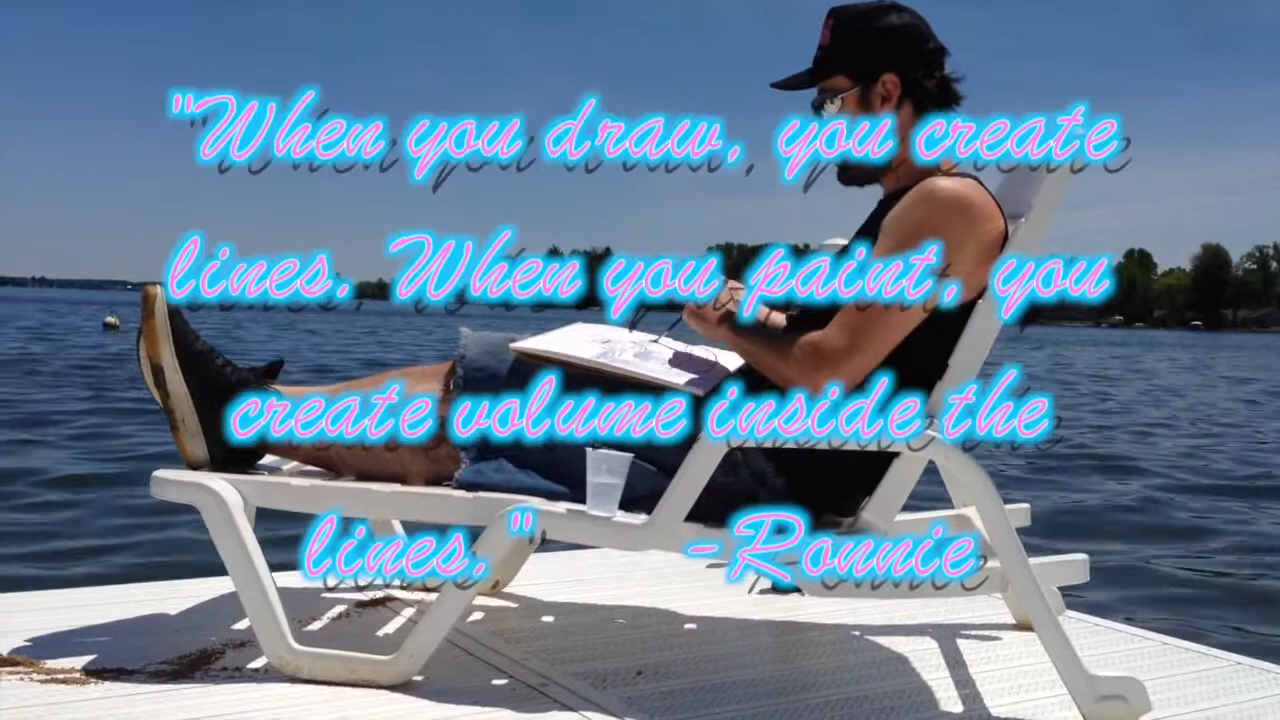 "When you draw, you create
lines. When you paint, you
create volume inside the
lines." -Ronnie